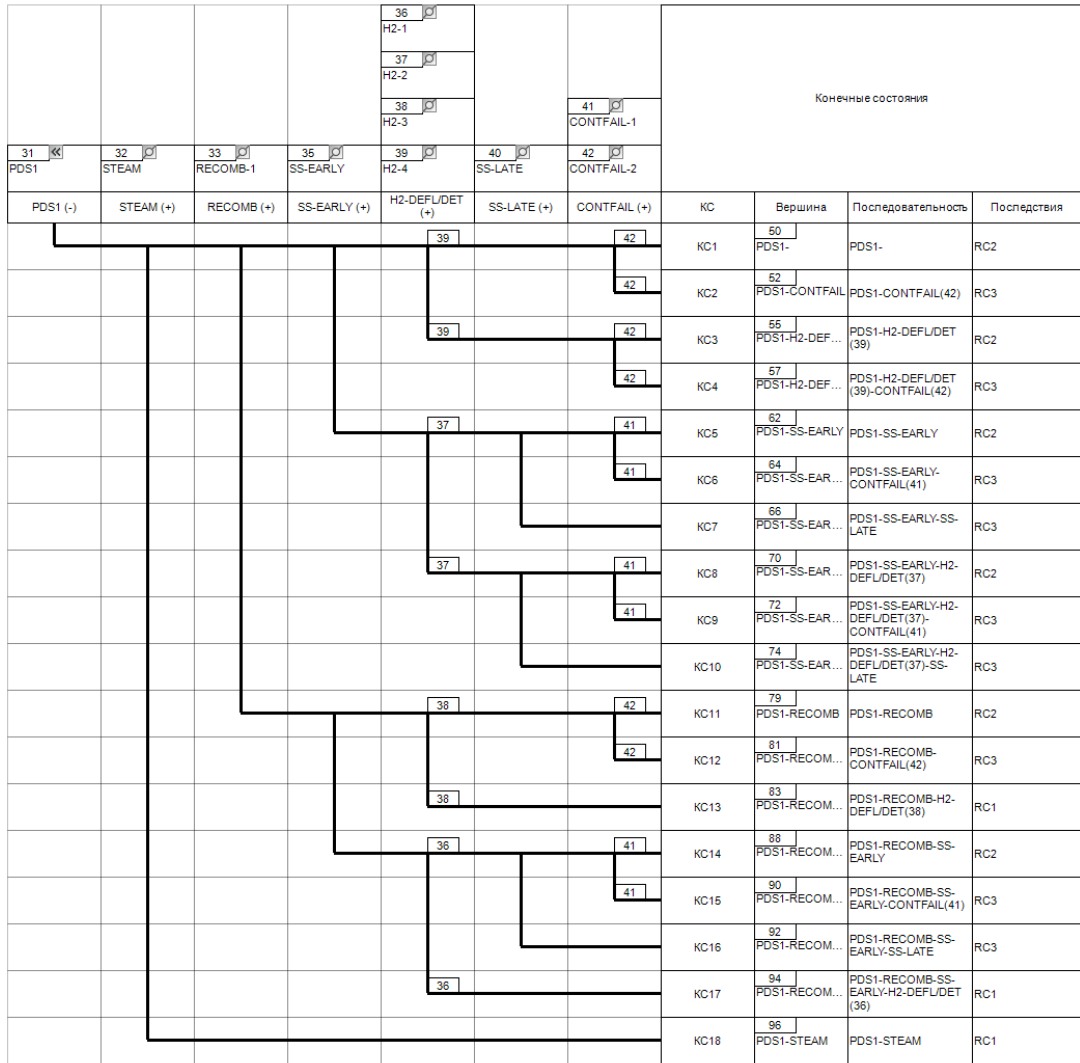 36
H2-1
37
H2-2
38
H2-3
41
CONTFAIL-1
Конечные состояния
31
PDS1
32
STEAM
33
RECOMB-1
35
SS-EARLY
39
H2-4
40
SS-LATE
42
CONTFAIL-2
PDS1 (-)
STEAM (+)
RECOMB (+)
SS-EARLY (+)
H2-DEFL/DET
(+)
SS-LATE (+)
CONTFAIL (+)
КС
Вершина
Последовательность
Последствия
39
42
КС1
50
PDS1-
PDS1-
RC2
42
КС2
52
PDS1-CONTFAIL
PDS1-CONTFAIL(42)
RC3
39
42
КС3
55
PDS1-H2-DEF...
PDS1-H2-DEFL/DET
(39)
RC2
42
КС4
57
PDS1-H2-DEF...
PDS1-H2-DEFL/DET
(39)-CONTFAIL(42)
RC3
37
41
КС5
62
PDS1-SS-EARLY
PDS1-SS-EARLY
RC2
41
КС6
64
PDS1-SS-EAR...
PDS1-SS-EARLY-
CONTFAIL(41)
RC3
КС7
66
PDS1-SS-EAR...
PDS1-SS-EARLY-SS-
LATE
RC3
37
41
КС8
70
PDS1-SS-EAR...
PDS1-SS-EARLY-H2-
DEFL/DET(37)
RC2
41
КС9
72
PDS1-SS-EAR...
PDS1-SS-EARLY-H2-
DEFL/DET(37)-
CONTFAIL(41)
RC3
КС10
74
PDS1-SS-EAR...
PDS1-SS-EARLY-H2-
DEFL/DET(37)-SS-
LATE
RC3
38
42
КС11
79
PDS1-RECOMB
PDS1-RECOMB
RC2
42
КС12
81
PDS1-RECOM...
PDS1-RECOMB-
CONTFAIL(42)
RC3
38
КС13
83
PDS1-RECOM...
PDS1-RECOMB-H2-
DEFL/DET(38)
RC1
36
41
КС14
88
PDS1-RECOM...
PDS1-RECOMB-SS-
EARLY
RC2
41
КС15
90
PDS1-RECOM...
PDS1-RECOMB-SS-
EARLY-CONTFAIL(41)
RC3
КС16
92
PDS1-RECOM...
PDS1-RECOMB-SS-
EARLY-SS-LATE
RC3
36
КС17
94
PDS1-RECOM...
PDS1-RECOMB-SS-
EARLY-H2-DEFL/DET
(36)
RC1
КС18
96
PDS1-STEAM
PDS1-STEAM
RC1